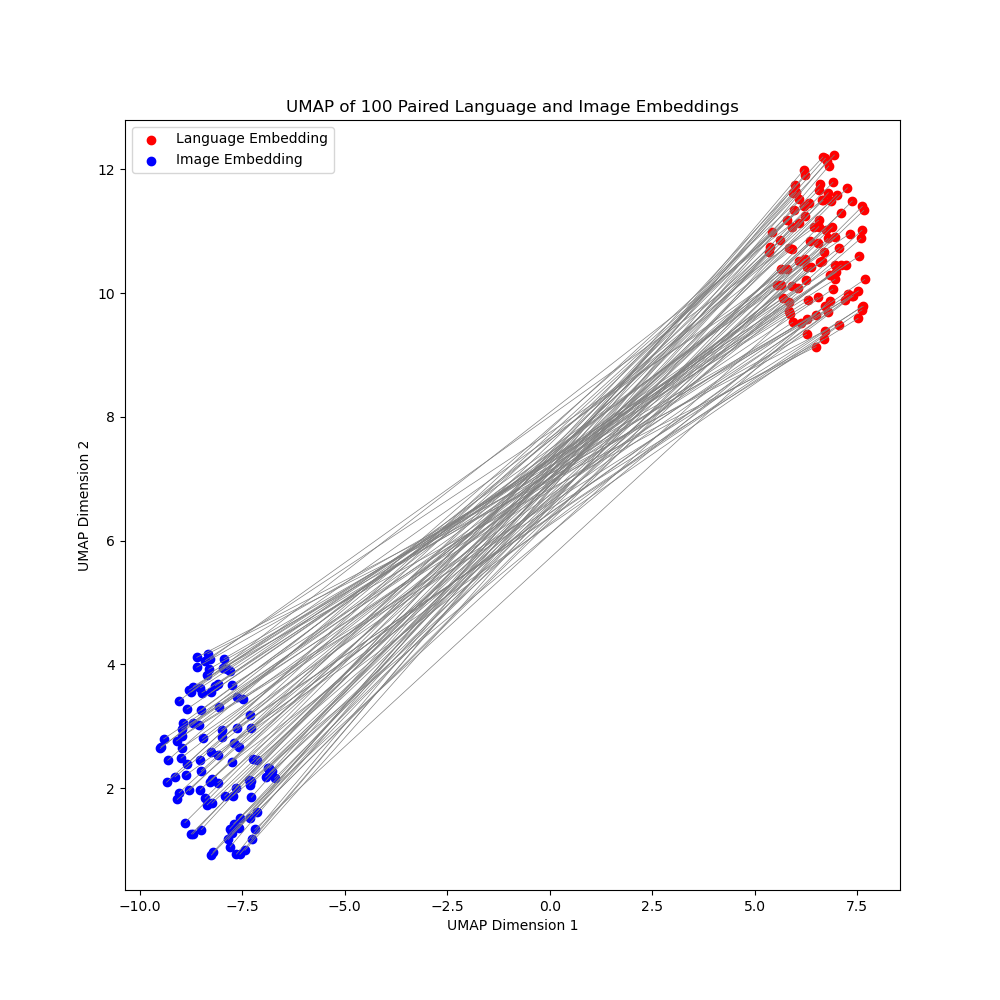 UMAP of 100 Paired Language and Image Embeddings
Language Embedding
Image Embedding
12
10
8
6
4
2
UMAP Dimension 2
−10.0 −7.5 −5.0 −2.5 0.0 2.5 5.0 7.5
UMAP Dimension 1